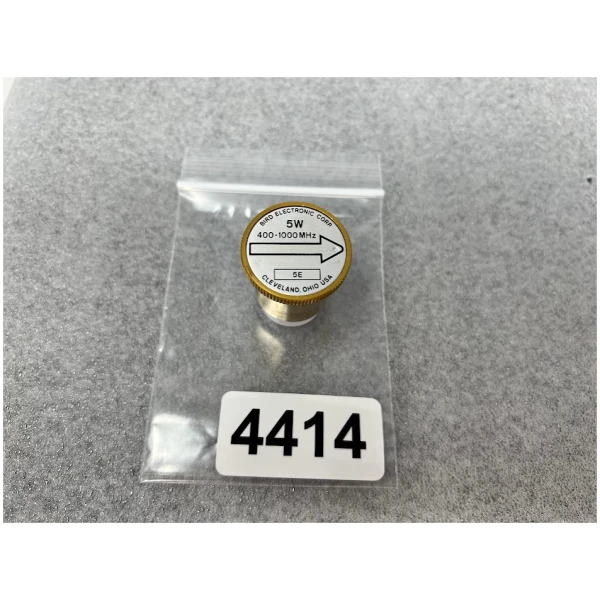 BIRD ELECTRONIC CORP.
5W
400-1000MHz
5E
CLEVELAND, OHIO USA
4414